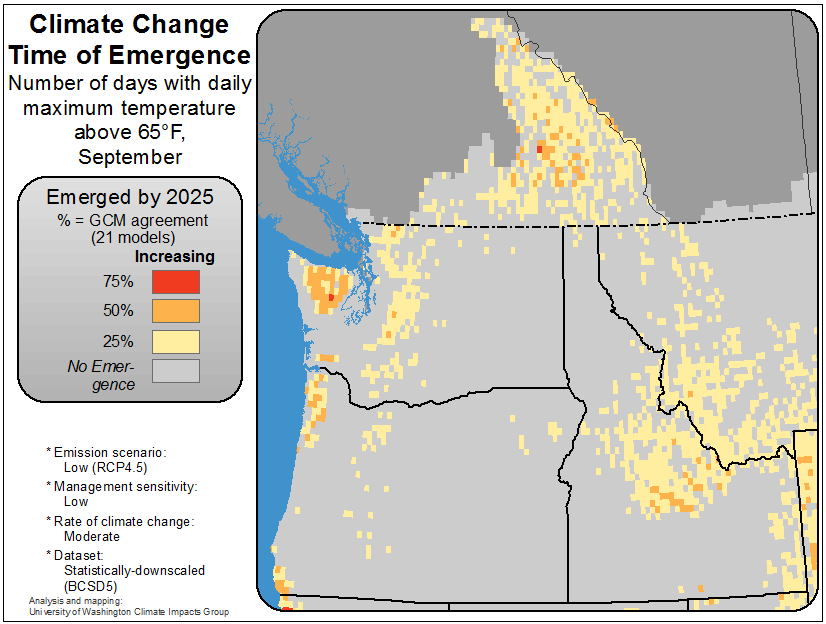 Climate Change
Time of Emergence
Number of days with daily
maximum temperature
above 65°F,
September
Emerged by 2025
% = GCM agreement
(21 models)
Increasing
75%
50%
25%
No Emer-
gence
* Emission scenario:
Low (RCP4.5)
* Management sensitivity:
Low
* Rate of climate change:
Moderate
* Dataset:
Statistically-downscaled
(BCSD5)
Analysis and mapping:
University of Washington Climate Impacts Group